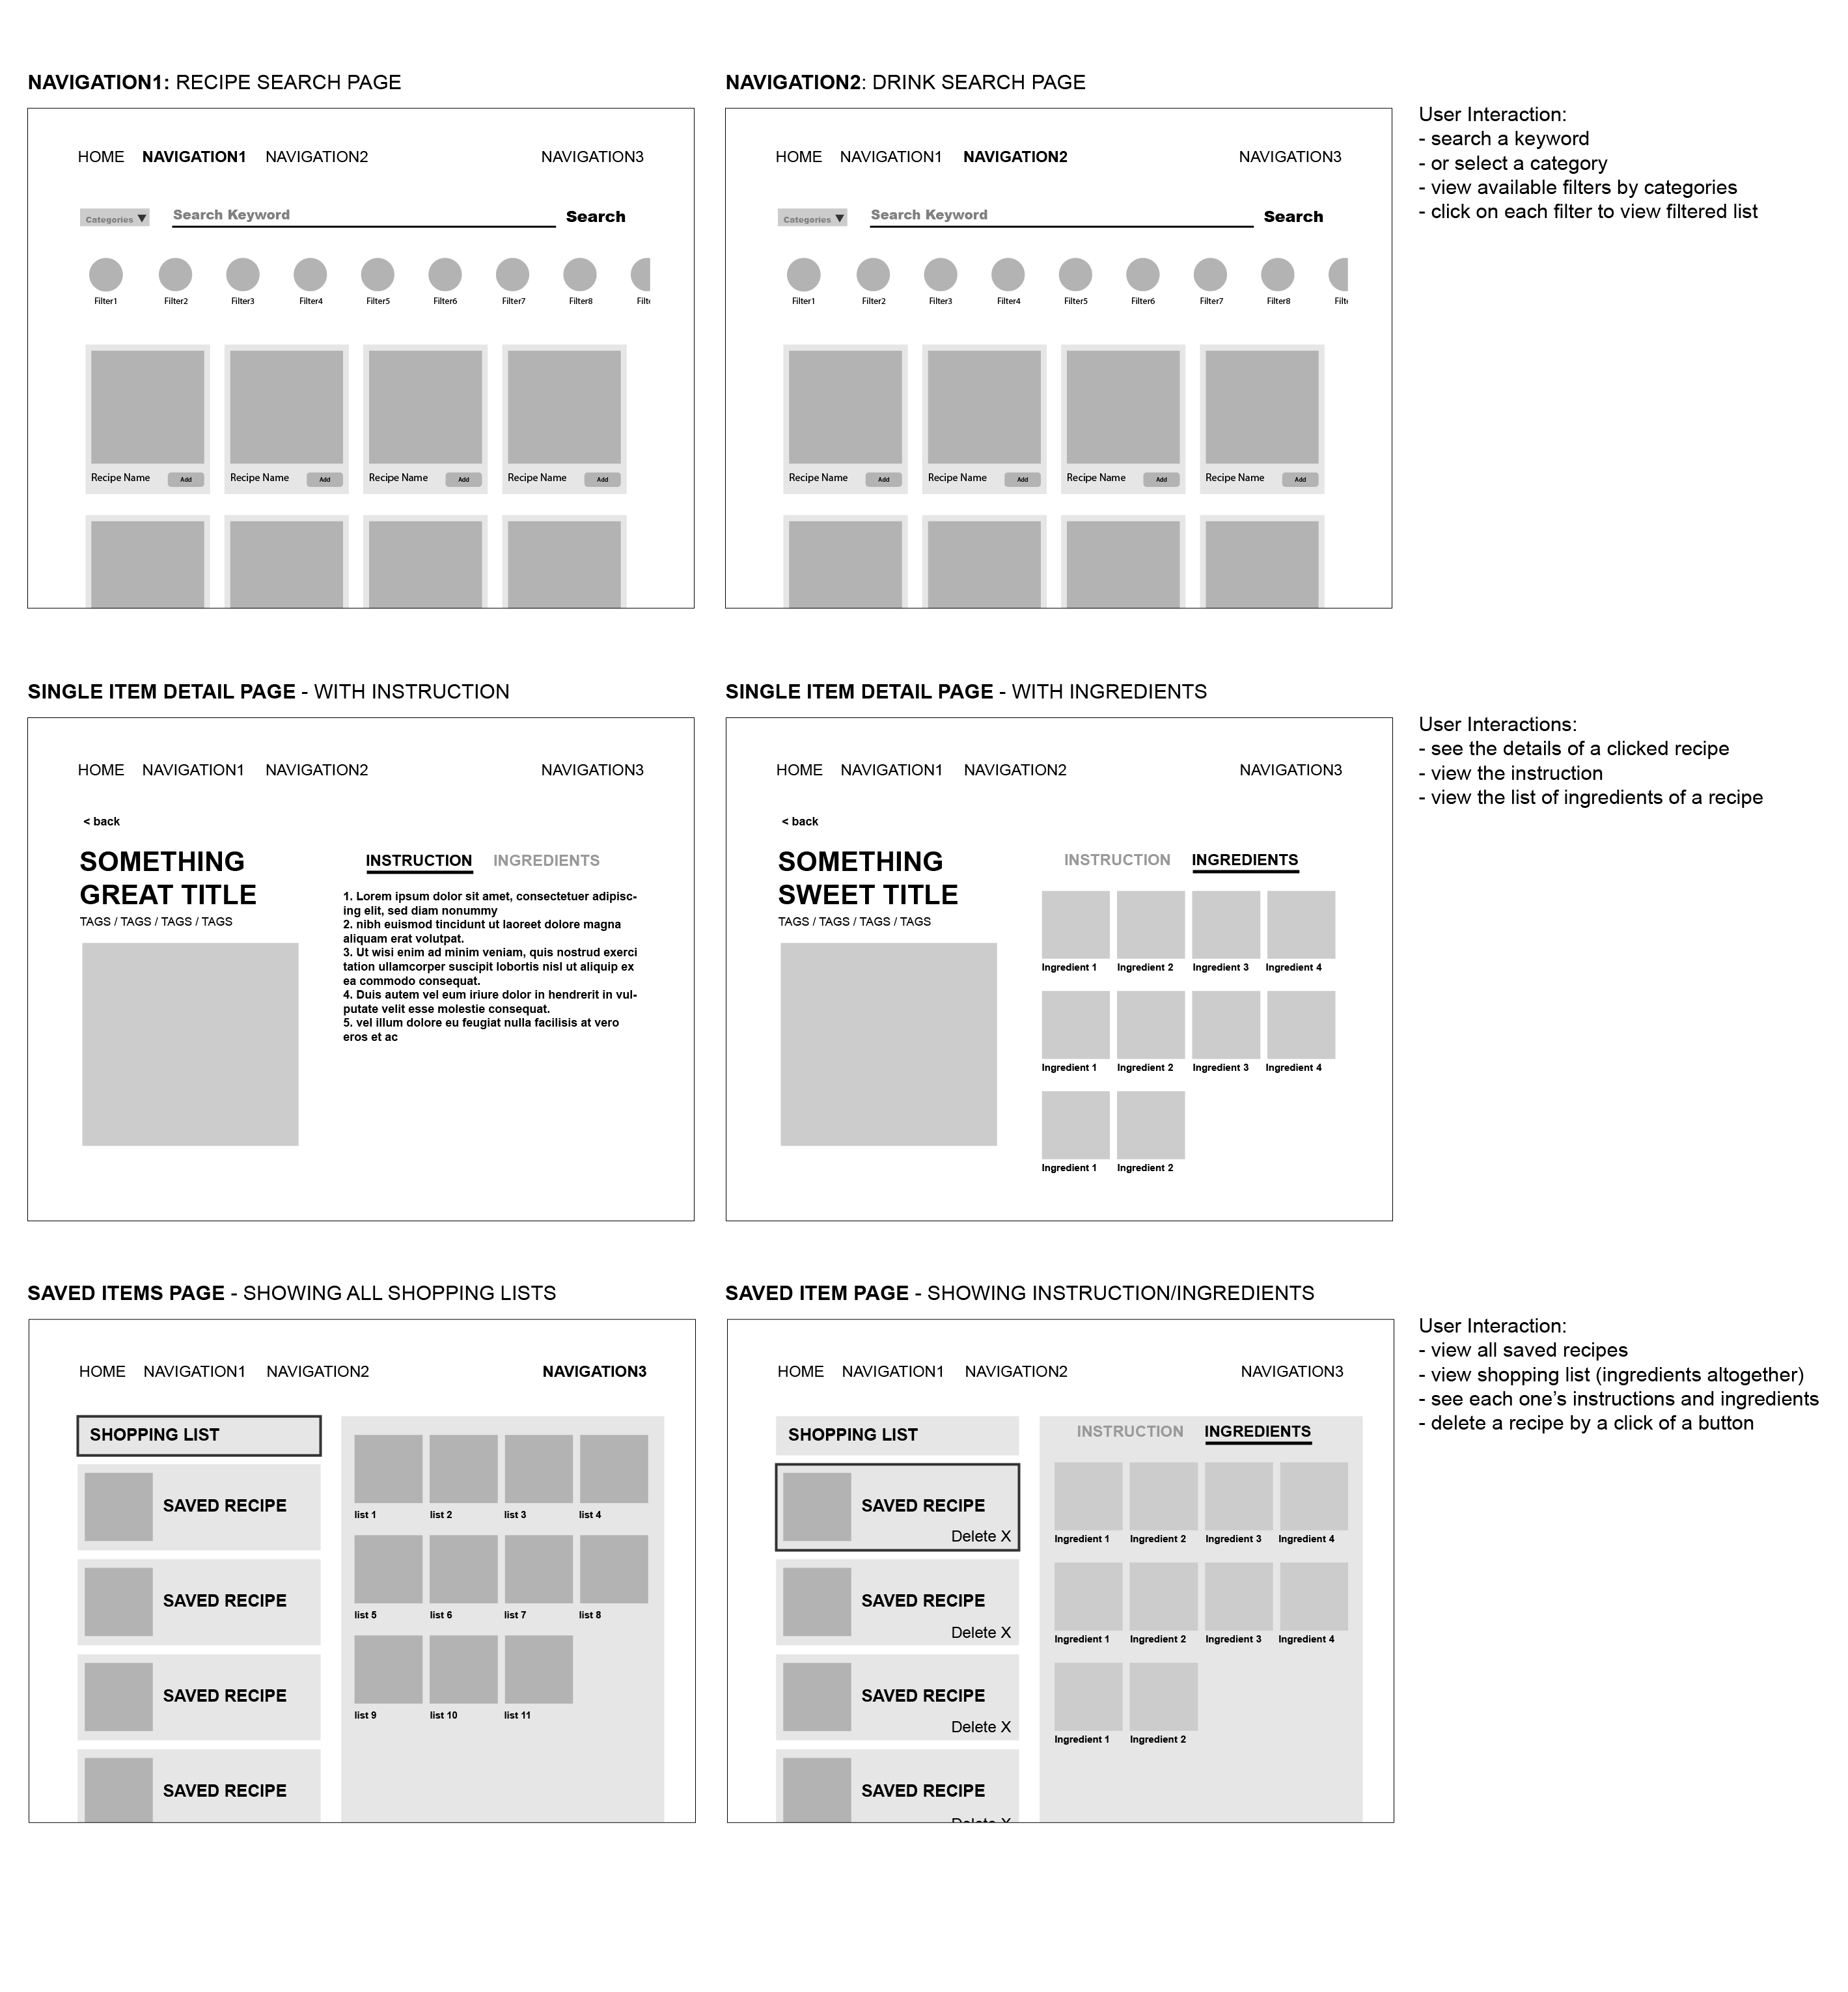 NAVIGATION1: RECIPE SEARCH PAGE
HOME NAVIGATION1 NAVIGATION2 NAVIGATION3
Categories ▼ Search Keyword Search
Filter1 Filter2 Filter3 Filter4 Filter5 Filter6 Filter7 Filter8 Filt
Recipe Name Add Recipe Name Add Recipe Name Add Recipe Name Add
NAVIGATION2: DRINK SEARCH PAGE
HOME NAVIGATION1 NAVIGATION2 NAVIGATION3
Categories ▼ Search Keyword Search
Filter1 Filter2 Filter3 Filter4 Filter5 Filter6 Filter7 Filter8 Filt
Recipe Name Add Recipe Name Add Recipe Name Add Recipe Name Add
User Interaction:
- search a keyword
- or select a category
- view available filters by categories
- click on each filter to view filtered list
SINGLE ITEM DETAIL PAGE - WITH INSTRUCTION
HOME NAVIGATION1 NAVIGATION2 NAVIGATION3
< back
SOMETHING
GREAT TITLE
TAGS / TAGS / TAGS / TAGS
INSTRUCTION INGREDIENTS
1. Lorem ipsum dolor sit amet, consectetuer adipisc-
ing elit, sed diam nonummy
2. nibh euismod tincidunt ut laoreet dolore magna
aliquam erat volutpat.
3. Ut wisi enim ad minim veniam, quis nostrud exerci
tation ullamcorper suscipit lobortis nisl ut aliquip ex
ea commodo consequat.
4. Duis autem vel eum iriure dolor in hendrerit in vul-
putate velit esse molestie consequat.
5. vel illum dolore eu feugiat nulla facilisis at vero
eros et ac
SINGLE ITEM DETAIL PAGE - WITH INGREDIENTS
HOME NAVIGATION1 NAVIGATION2 NAVIGATION3
< back
SOMETHING
SWEET TITLE
TAGS / TAGS / TAGS / TAGS
INSTRUCTION INGREDIENTS
Ingredient 1 Ingredient 2 Ingredient 3 Ingredient 4
Ingredient 1 Ingredient 2 Ingredient 3 Ingredient 4
Ingredient 1 Ingredient 2
User Interactions:
- see the details of a clicked recipe
- view the instruction
- view the list of ingredients of a recipe
SAVED ITEMS PAGE - SHOWING ALL SHOPPING LISTS
HOME NAVIGATION1 NAVIGATION2 NAVIGATION3
SHOPPING LIST
SAVED RECIPE
SAVED RECIPE
SAVED RECIPE
SAVED RECIPE
list 1 list 2 list 3 list 4
list 5 list 6 list 7 list 8
list 9 list 10 list 11
SAVED ITEM PAGE - SHOWING INSTRUCTION/INGREDIENTS
HOME NAVIGATION1 NAVIGATION2 NAVIGATION3
SHOPPING LIST
SAVED RECIPE
Delete X
SAVED RECIPE
Delete X
SAVED RECIPE
Delete X
SAVED RECIPE
Delete X
INSTRUCTION INGREDIENTS
Ingredient 1 Ingredient 2 Ingredient 3 Ingredient 4
Ingredient 1 Ingredient 2 Ingredient 3 Ingredient 4
Ingredient 1 Ingredient 2
User Interaction:
- view all saved recipes
- view shopping list (ingredients altogether)
- see each one’s instructions and ingredients
- delete a recipe by a click of a button